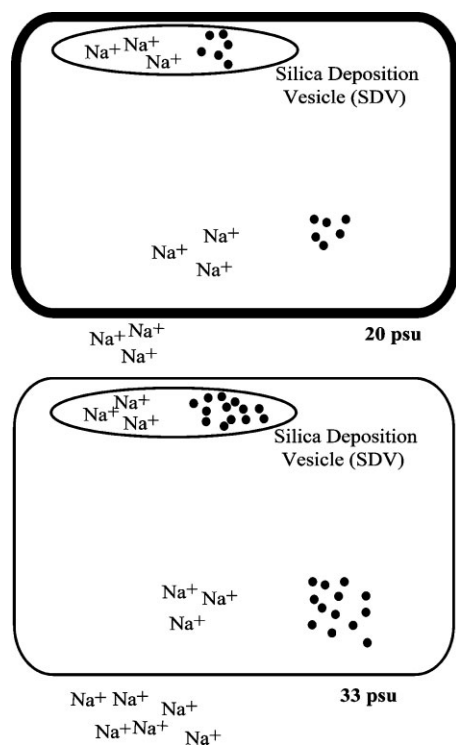 Na+ Na+
Na+
Silica Deposition
Vesicle (SDV)
Na+
Na+
Na+
Na+ Na+
Na+
20 psu
Na+
Na+
Na+
Silica Deposition
Vesicle (SDV)
Na+ Na+
Na+
33 psu
Na+ Na+ Na+
Na+ Na+ Na+